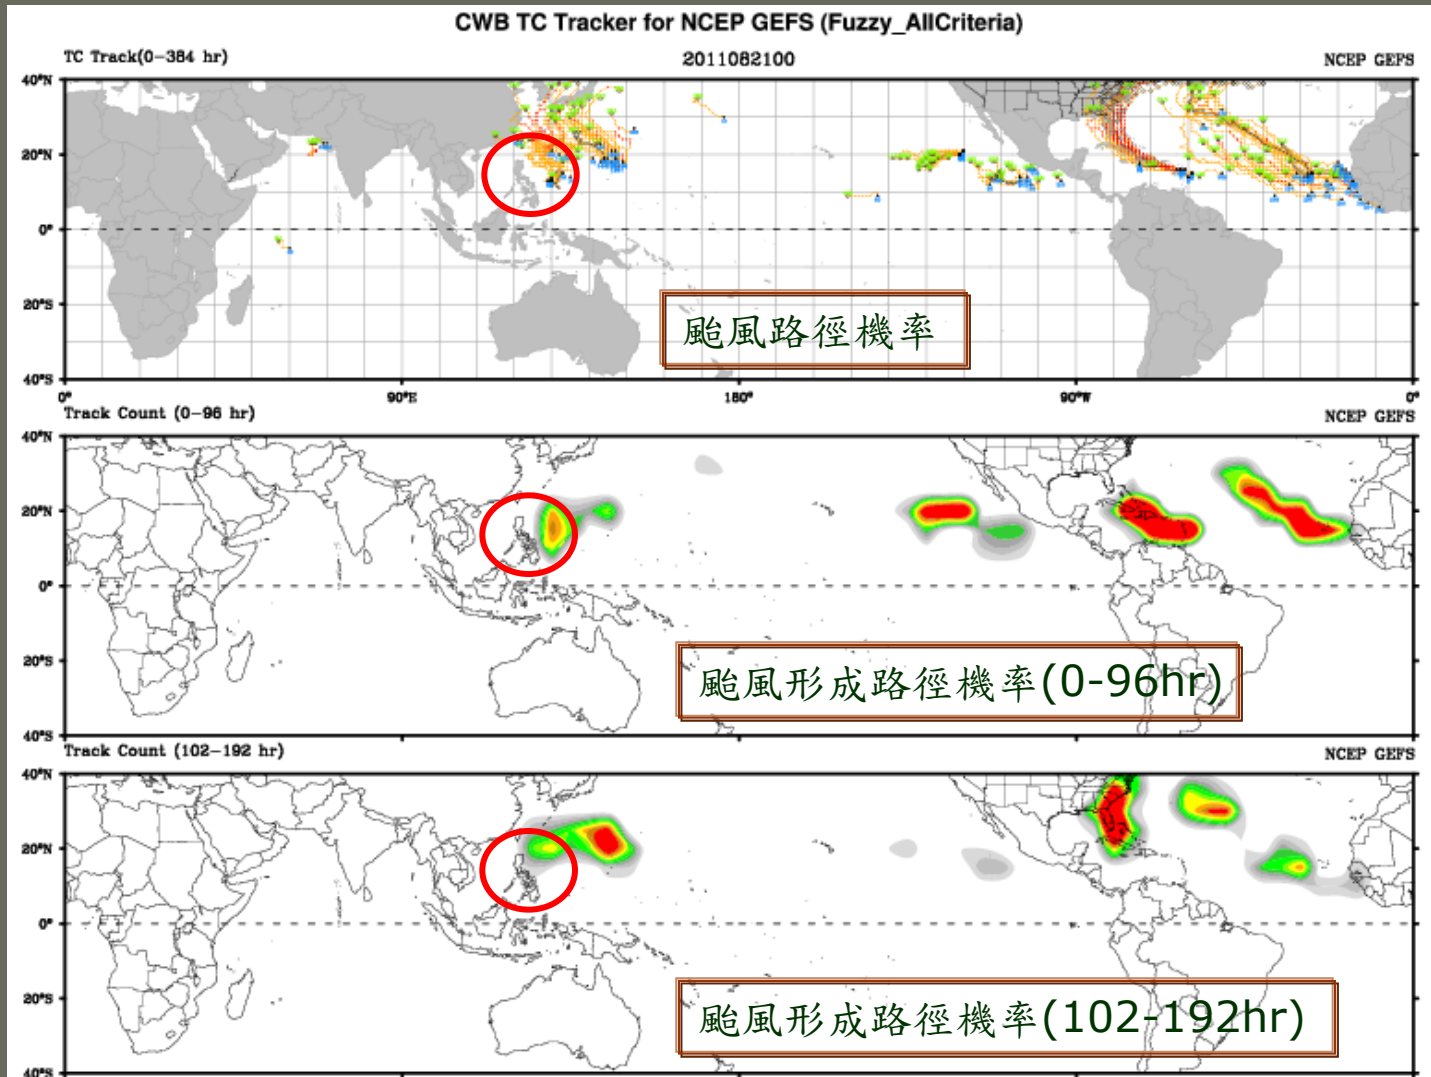 CWB TC Tracker for NCEP GEFS (Fuzzy_AllCriteria)
TC Track(0-384 hr)
2011082100
NCEP GEFS
40°N
20°N
0°
20°S
40°S
颱風路徑機率
0°
90°E
180°
90°W
0°
Track Count (0-96 hr)
NCEP GEFS
40°N
20°N
0°
20°S
40°S
颱風形成路徑機率(0-96hr)
Track Count (102-192 hr)
NCEP GEFS
40°N
20°N
0°
20°S
40°S
颱風形成路徑機率(102-192hr)